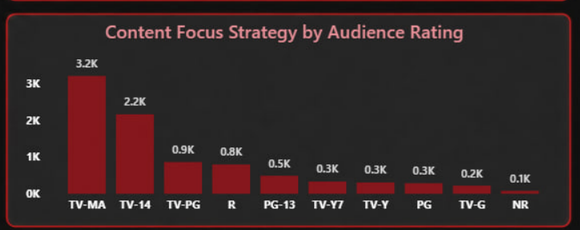 Content Focus Strategy by Audience Rating
3.2K
3K
2.2K
2K
1K
0.9K
0.8K
0.5K
0.3K
0.3K
0.3K
0.2K
0.1K
0K
TV-MA TV-14 TV-PG R PG-13 TV-Y7 TV-Y PG TV-G NR